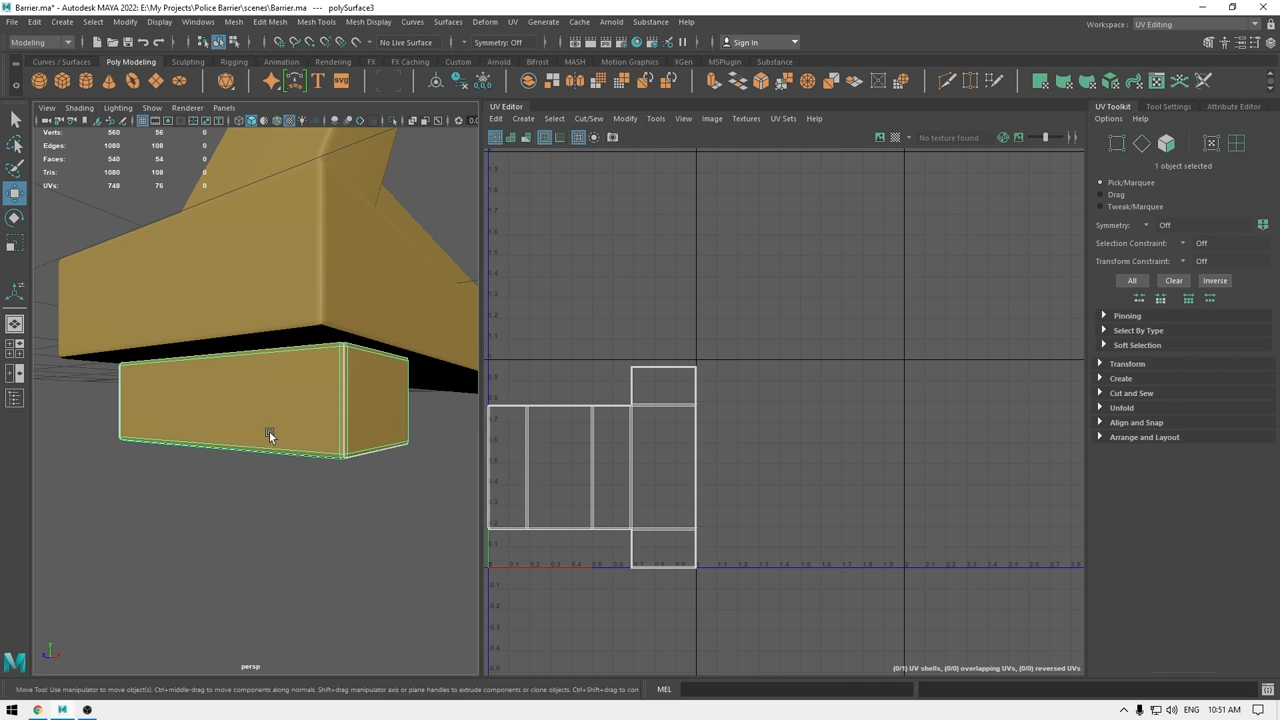 Barrier.ma* - Autodesk MAYA 2022: E:\My Projects\Police Barrier\scenes\Barrier.ma   ---   polySurface3
File Edit Create Select Modify Display Windows Mesh Edit Mesh Mesh Tools Mesh Display Curves Surfaces Deform UV Generate Cache Arnold Substance Help
Workspace : UV Editing
Modeling No Live Surface Symmetry: Off Sign In
Curves / Surfaces Poly Modeling Sculpting Rigging Animation Rendering FX FX Caching Custom Arnold Bifrost MASH Motion Graphics XGen MSPlugin Substance
View Shading Lighting Show Renderer Panels
UV Editor
UV Toolkit Tool Settings Attribute Editor
Edit Create Select Cut/Sew Modify Tools View Image Textures UV Sets Help
Options Help
No texture found
Verts: 560 56 0
Edges: 1080 108 0
Faces: 540 54 0
Tris: 1080 108 0
UVs: 748 76 0
1 object selected
Pick/Marquee
Drag
Tweak/Marquee
Symmetry: Off
Selection Constraint: Off
Transform Constraint: Off
All Clear Inverse
Pinning
Select By Type
Soft Selection
Transform
Create
Cut and Sew
Unfold
Align and Snap
Arrange and Layout
persp
(0/1) UV shells, (0/0) overlapping UVs, (0/0) reversed UVs
Move Tool: Use manipulator to move object(s). Ctrl+middle-drag to move components along normals. Shift+drag manipulator axis or plane handles to extrude components or clone objects. Ctrl+Shift+drag to con
MEL
ENG 10:51 AM